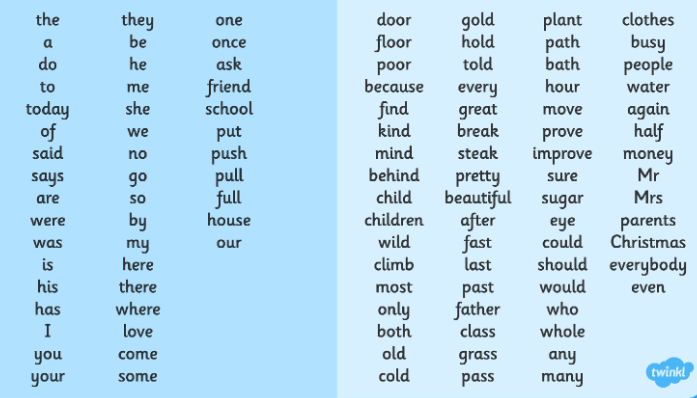 the
a
do
to
today
of
said
says
are
were
was
is
his
has
I
you
your
they
be
he
me
she
we
no
go
so
by
my
here
there
where
love
come
some
one
once
ask
friend
school
put
push
pull
full
house
our
door
floor
poor
because
find
kind
mind
behind
child
children
wild
climb
most
only
both
old
cold
gold
hold
told
every
great
break
steak
pretty
beautiful
after
fast
last
past
father
class
grass
pass
plant
path
bath
hour
move
prove
improve
sure
sugar
eye
could
should
would
who
whole
any
many
clothes
busy
people
water
again
half
money
Mr
Mrs
parents
Christmas
everybody
even
twinkl